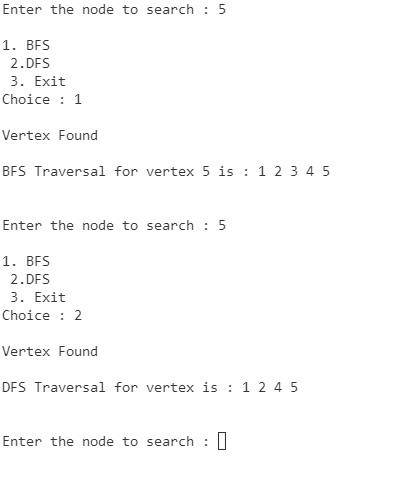 Enter the node to search : 5
1. BFS
2.DFS
3. Exit
Choice : 1
Vertex Found
BFS Traversal for vertex 5 is : 1 2 3 4 5
Enter the node to search : 5
1. BFS
2.DFS
3. Exit
Choice : 2
Vertex Found
DFS Traversal for vertex is : 1 2 4 5
Enter the node to search :